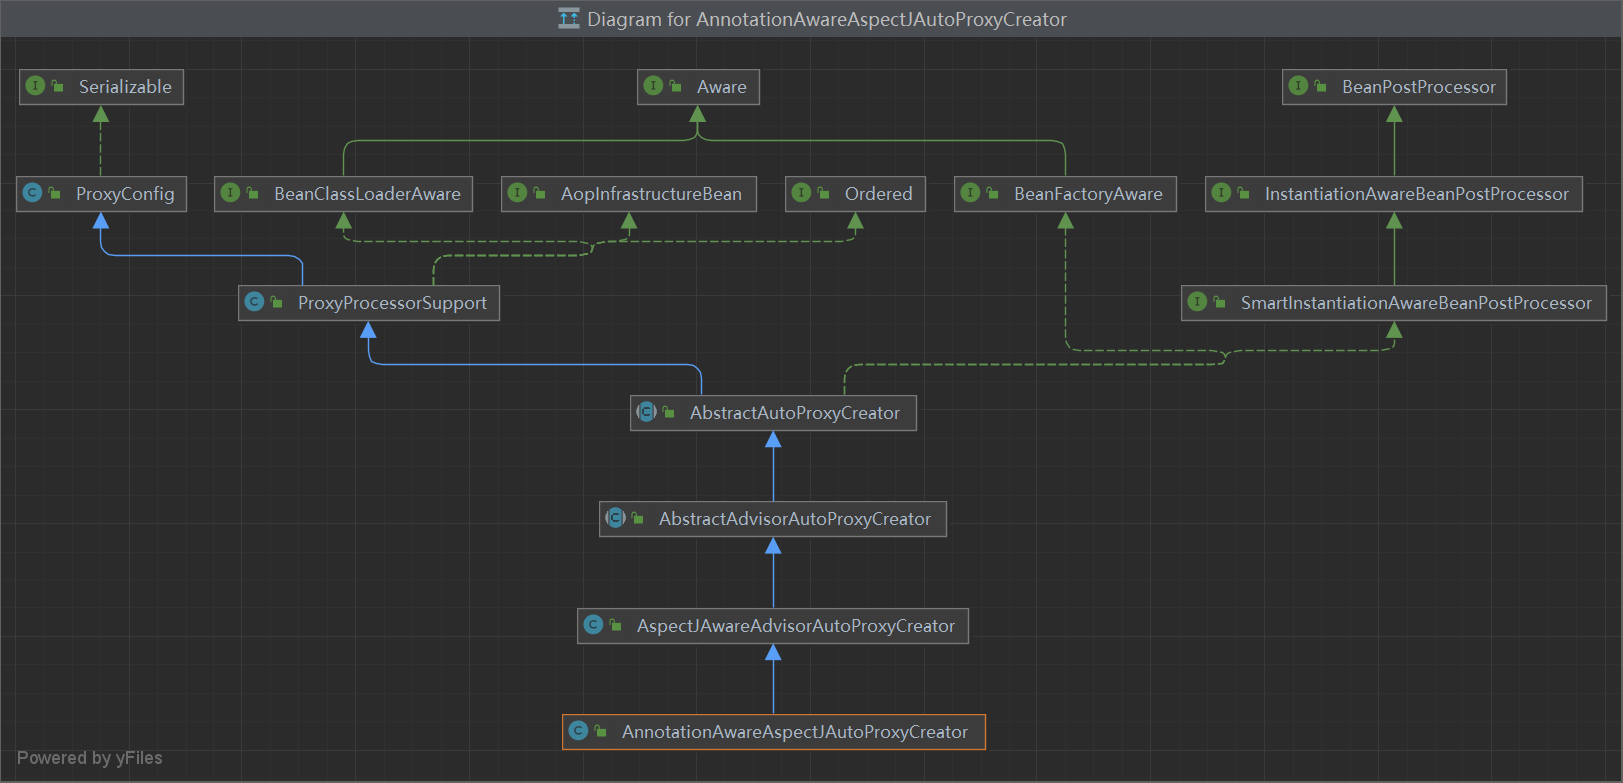 Diagram for AnnotationAwareAspectJAutoProxyCreator
Serializable
Aware
BeanPostProcessor
ProxyConfig
BeanClassLoaderAware
AopInfrastructureBean
Ordered
BeanFactoryAware
InstantiationAwareBeanPostProcessor
ProxyProcessorSupport
SmartInstantiationAwareBeanPostProcessor
AbstractAutoProxyCreator
AbstractAdvisorAutoProxyCreator
AspectJAwareAdvisorAutoProxyCreator
AnnotationAwareAspectJAutoProxyCreator
Powered by yFiles